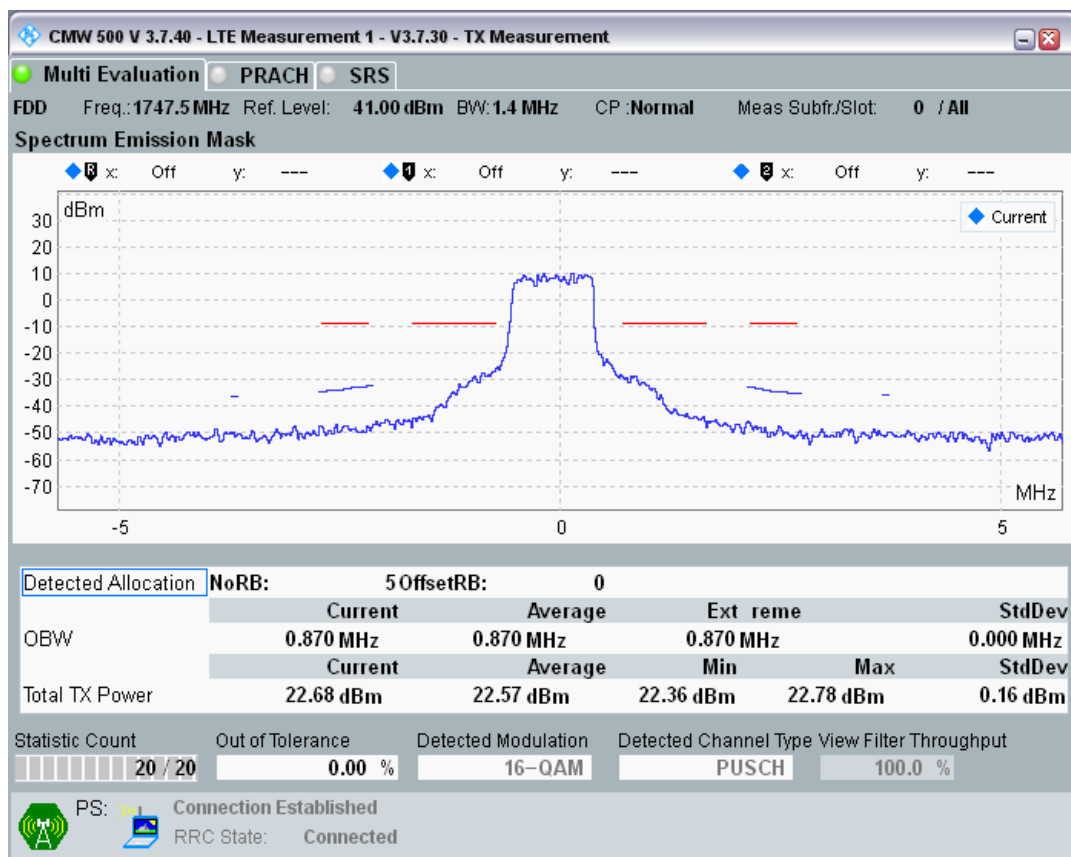 CMW 500 V 3.7.40 - LTE Measurement 1 - V3.7.30 - TX Measurement
Multi Evaluation PRACH SRS
FDD Freq.: 1747.5 MHz Ref. Level: 41.00 dBm BW: 1.4 MHz CP :Normal Meas Subfr./Slot: 0 / All
Spectrum Emission Mask
R x: Off y: --- 1 x: Off y: --- 2 x: Off y: ---
dBm
Current
30
20
10
0
-10
-20
-30
-40
-50
-60
-70
MHz
-5 0 5
Detected Allocation NoRB: 5 OffsetRB: 0
Current Average Ext reme StdDev
OBW 0.870 MHz 0.870 MHz 0.870 MHz 0.000 MHz
Current Average Min Max StdDev
Total TX Power 22.68 dBm 22.57 dBm 22.36 dBm 22.78 dBm 0.16 dBm
Statistic Count Out of Tolerance Detected Modulation Detected Channel Type View Filter Throughput
20 / 20 0.00 % 16-QAM PUSCH 100.0 %
PS: Connection Established
RRC State: Connected